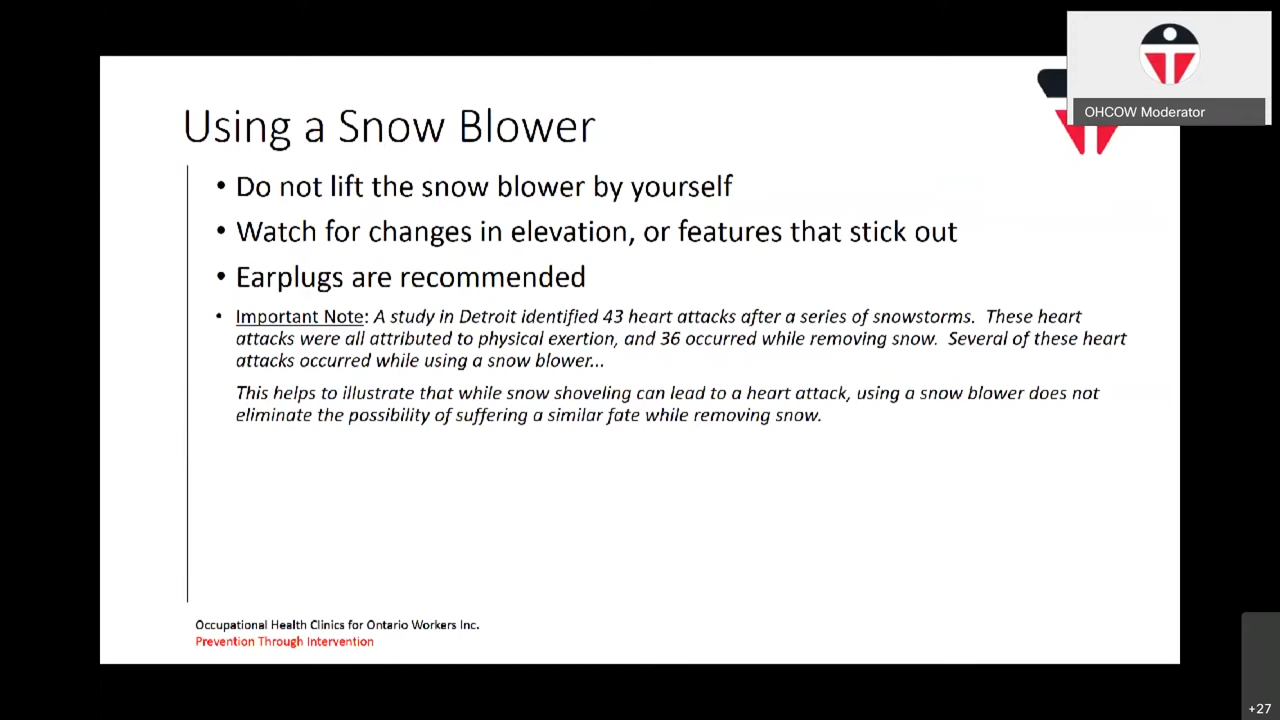 OHCOW Moderator
Using a Snow Blower
• Do not lift the snow blower by yourself
• Watch for changes in elevation, or features that stick out
• Earplugs are recommended
• Important Note: A study in Detroit identified 43 heart attacks after a series of snowstorms. These heart
attacks were all attributed to physical exertion, and 36 occurred while removing snow. Several of these heart
attacks occurred while using a snow blower...
This helps to illustrate that while snow shoveling can lead to a heart attack, using a snow blower does not
eliminate the possibility of suffering a similar fate while removing snow.
Occupational Health Clinics for Ontario Workers Inc.
Prevention Through Intervention
+27